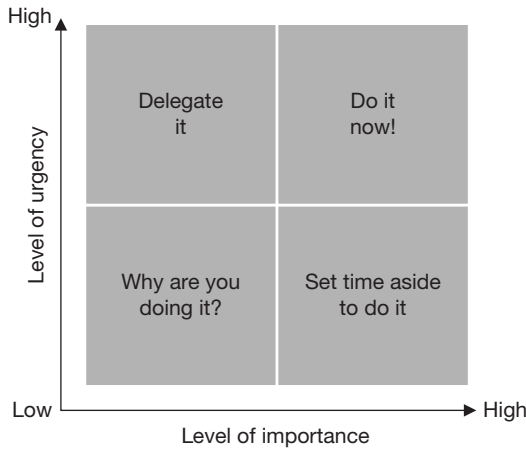 High
Delegate
it
Do it
now!
Level of urgency
Why are you
doing it?
Set time aside
to do it
Low
High
Level of importance